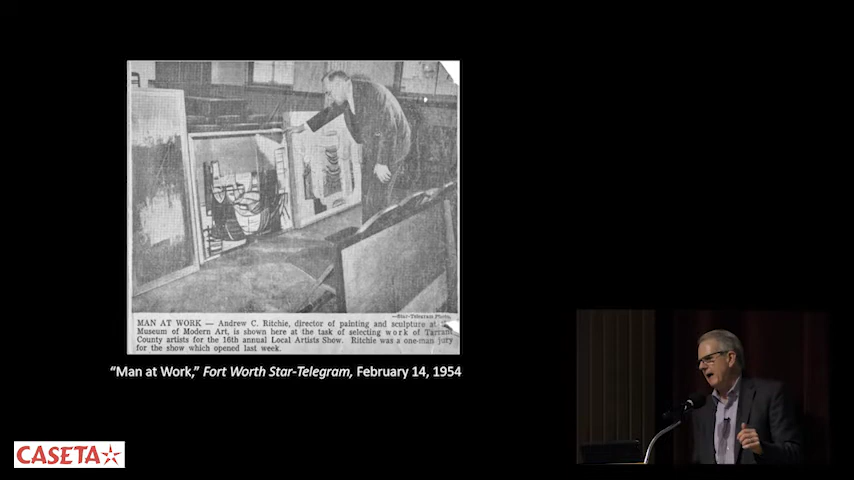 —Star-Telegram Photo.
MAN AT WORK — Andrew C. Ritchie, director of painting and sculpture at
Museum of Modern Art, is shown here at the task of selecting work of Tarrant
County artists for the 16th annual Local Artists Show. Ritchie was a one-man jury
for the show which opened last week.
“Man at Work,” Fort Worth Star-Telegram, February 14, 1954
CASETA